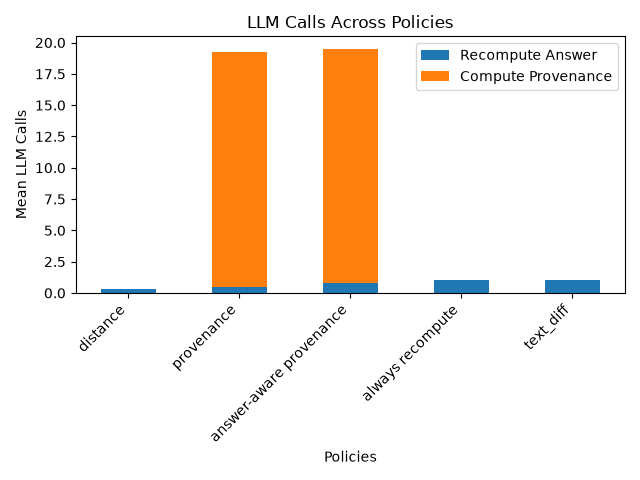 LLM Calls Across Policies
Recompute Answer
Compute Provenance
Mean LLM Calls
20.0
17.5
15.0
12.5
10.0
7.5
5.0
2.5
0.0
distance
provenance
answer-aware provenance
always recompute
text_diff
Policies